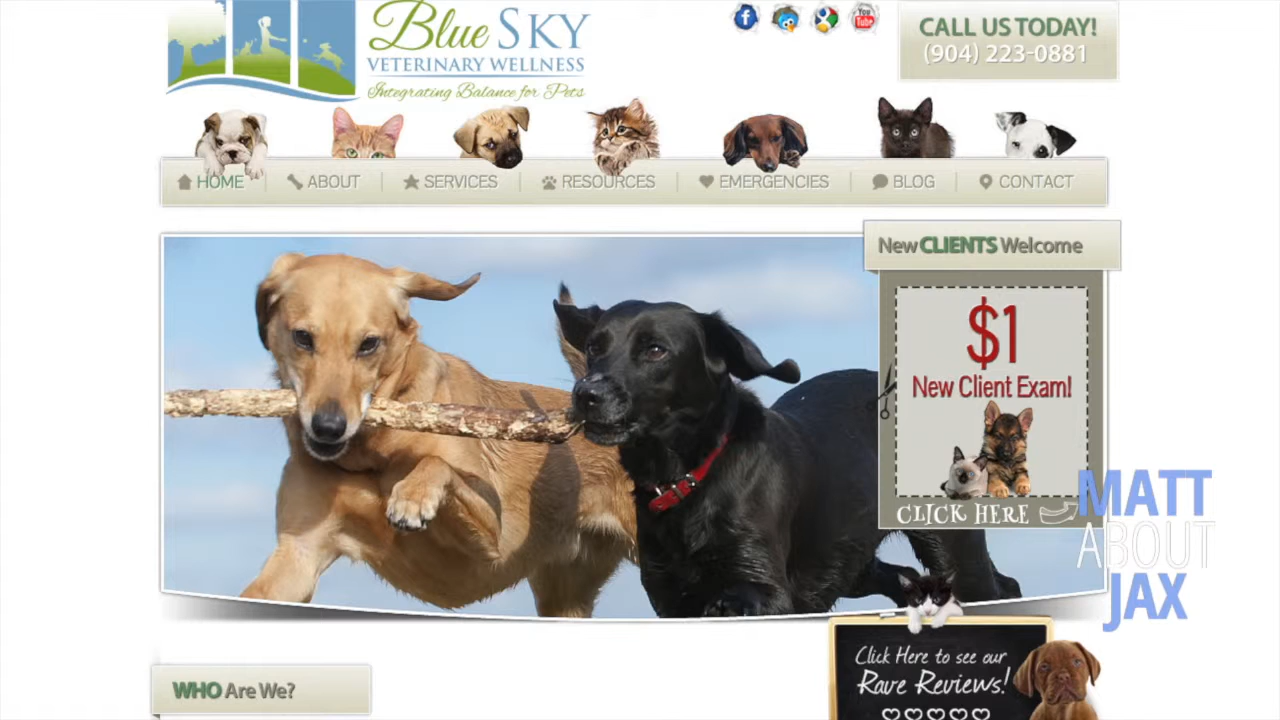 Blue SKY
VETERINARY WELLNESS
Integrating Balance for Pets
You
Tube
CALL US TODAY!
(904) 223-0881
HOME
ABOUT
SERVICES
RESOURCES
EMERGENCIES
BLOG
CONTACT
New CLIENTS Welcome
$1
New Client Exam!
CLICK HERE
MATT
ABOUT
JAX
Click Here to see our
Rave Reviews!
WHO Are We?